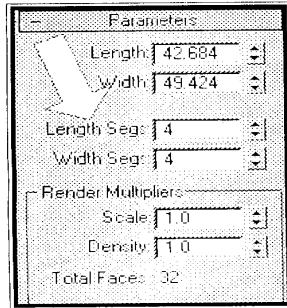 Parameters
Length: 42.684
Width: 49.424
Length Segs: 4
Width Segs: 4
Render Multipliers
Scale: 1.0
Density: 1.0
Total Faces : 32